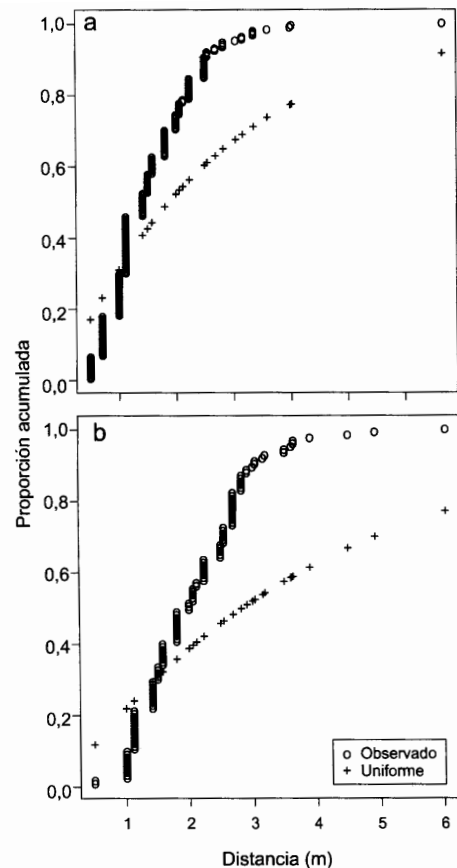 a
1,0
0,8
0,6
0,4
0,2
0,0
Proporción acumulada
b
1,0
0,8
0,6
0,4
0,2
0,0
o Observado
+ Uniforme
1 2 3 4 5 6
Distancia (m)